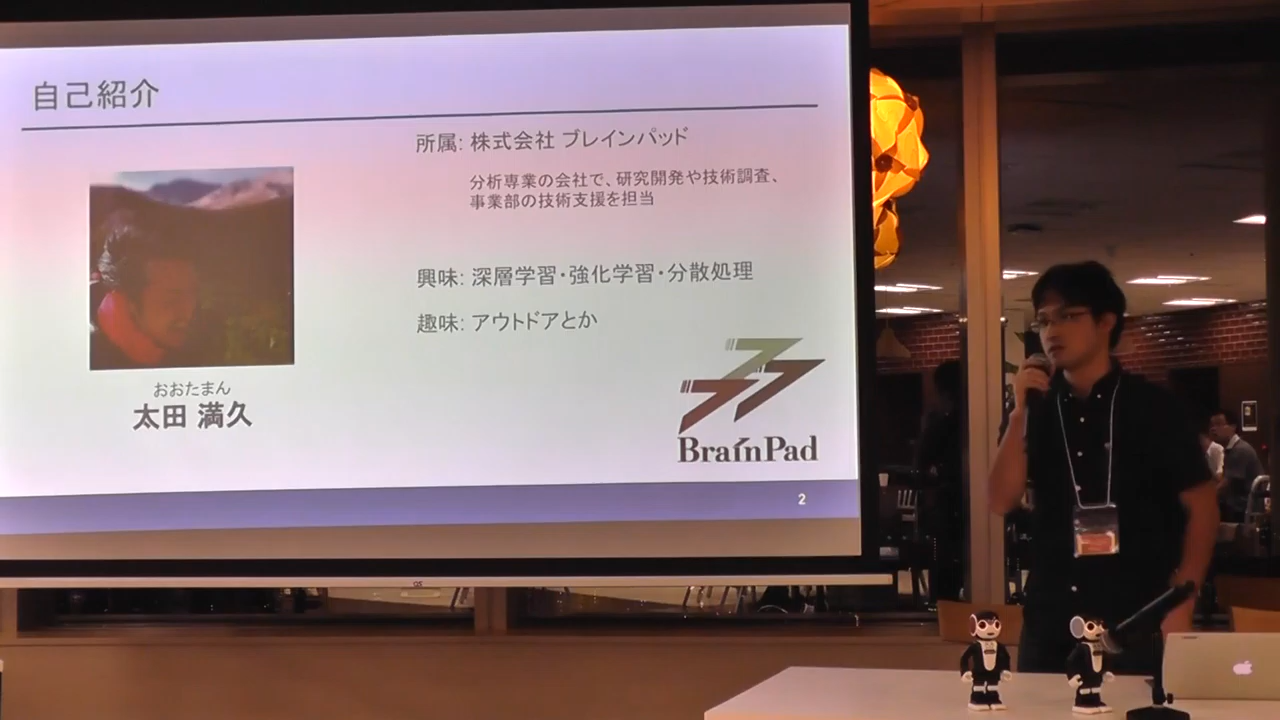 自己紹介
所属: 株式会社 ブレインパッド
分析専業の会社で、研究開発や技術調査、
事業部の技術支援を担当
興味: 深層学習・強化学習・分散処理
趣味: アウトドアとか
おおたまん
太田 満久
BrainPad
2